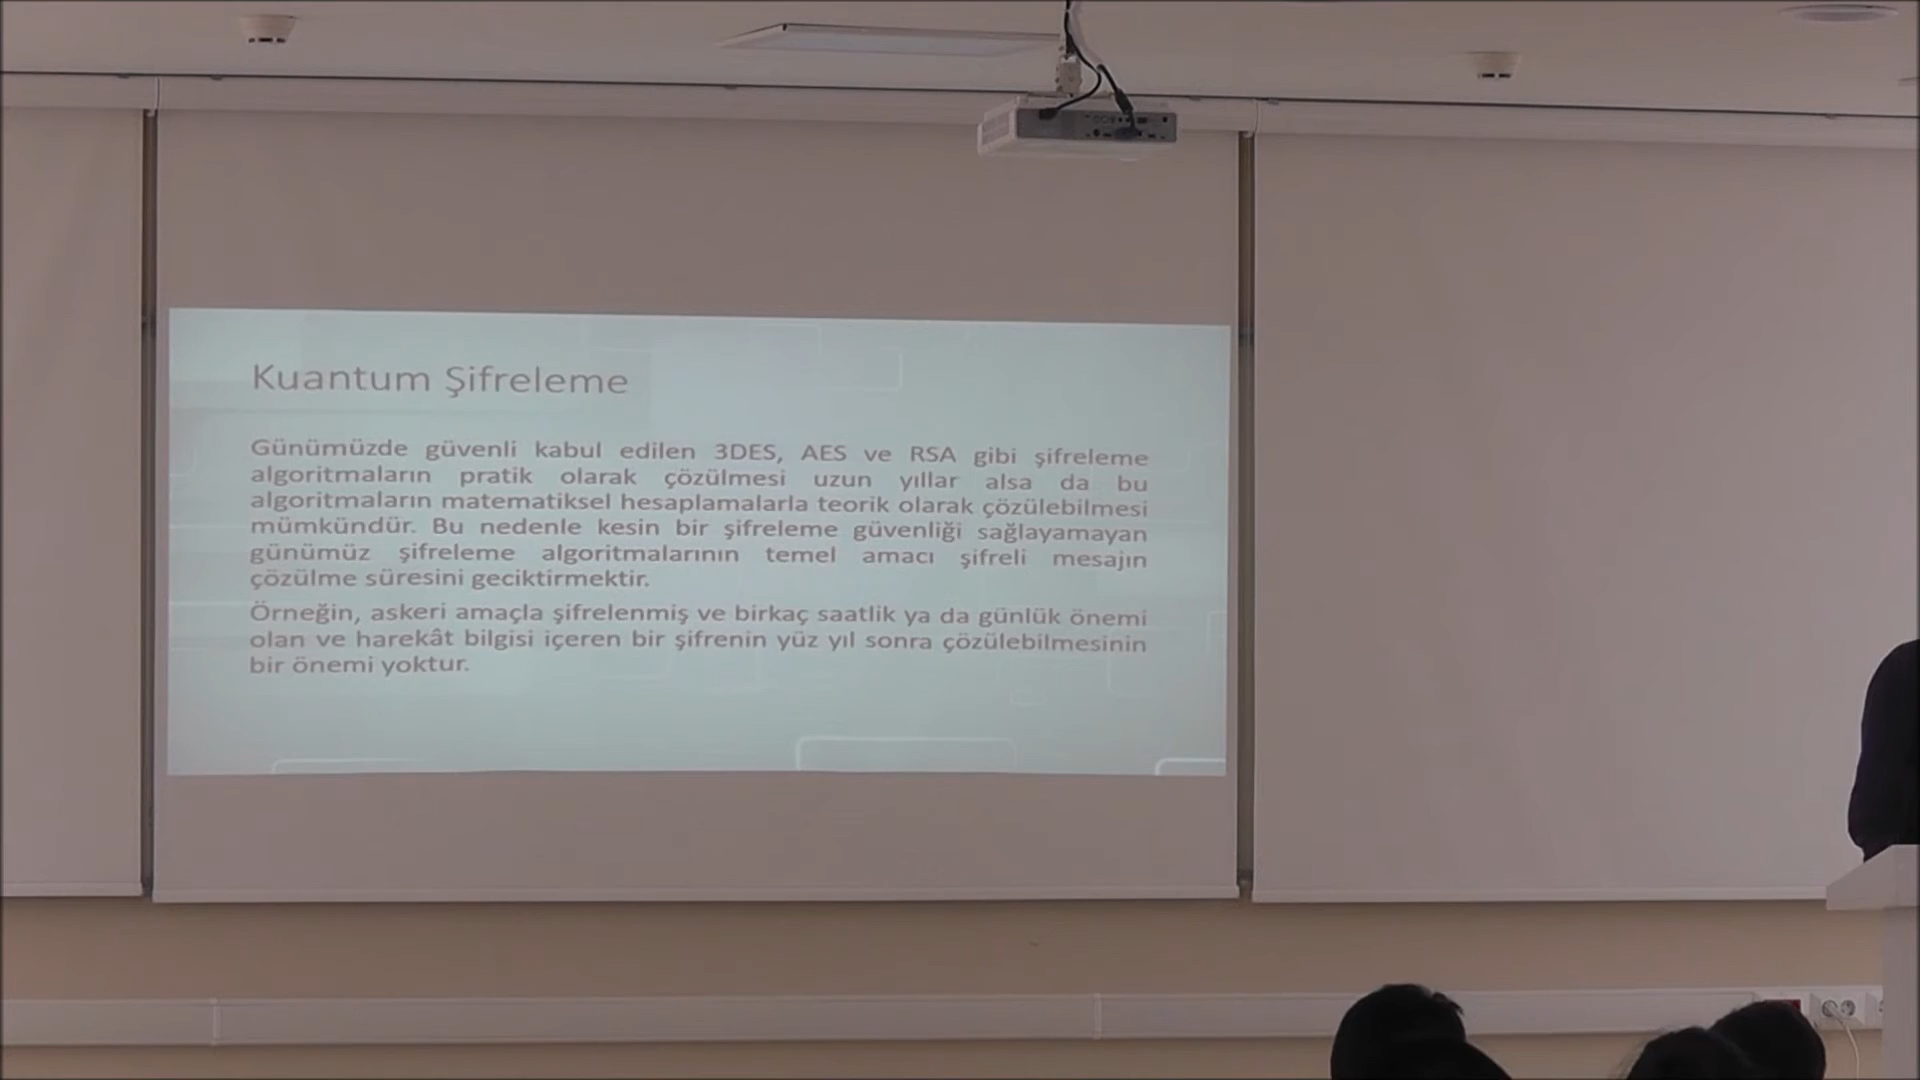 Kuantum Şifreleme
Günümüzde güvenli kabul edilen 3DES, AES ve RSA gibi şifreleme
algoritmaların pratik olarak çözülmesi uzun yıllar alsa da bu
algoritmaların matematiksel hesaplamalarla teorik olarak çözülebilmesi
mümkündür. Bu nedenle kesin bir şifreleme güvenliği sağlayamayan
günümüz şifreleme algoritmalarının temel amacı şifreli mesajın
çözülme süresini geciktirmektir.
Örneğin, askeri amaçla şifrelenmiş ve birkaç saatlik ya da günlük önemi
olan ve harekât bilgisi içeren bir şifrenin yüz yıl sonra çözülebilmesinin
bir önemi yoktur.